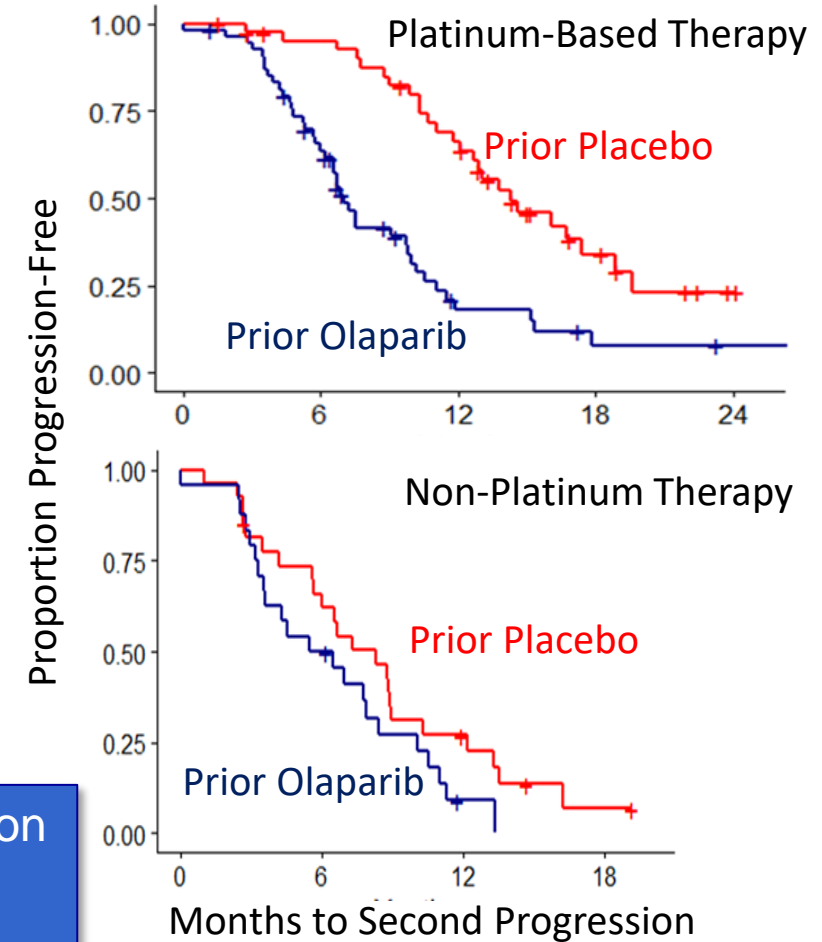 Proportion Progression-Free
1.00
0.75
0.50
0.25
0.00
Platinum-Based Therapy
Prior Placebo
Prior Olaparib
0 6 12 18 24
1.00
0.75
0.50
0.25
0.00
Non-Platinum Therapy
Prior Placebo
Prior Olaparib
0 6 12 18
Months to Second Progression
on